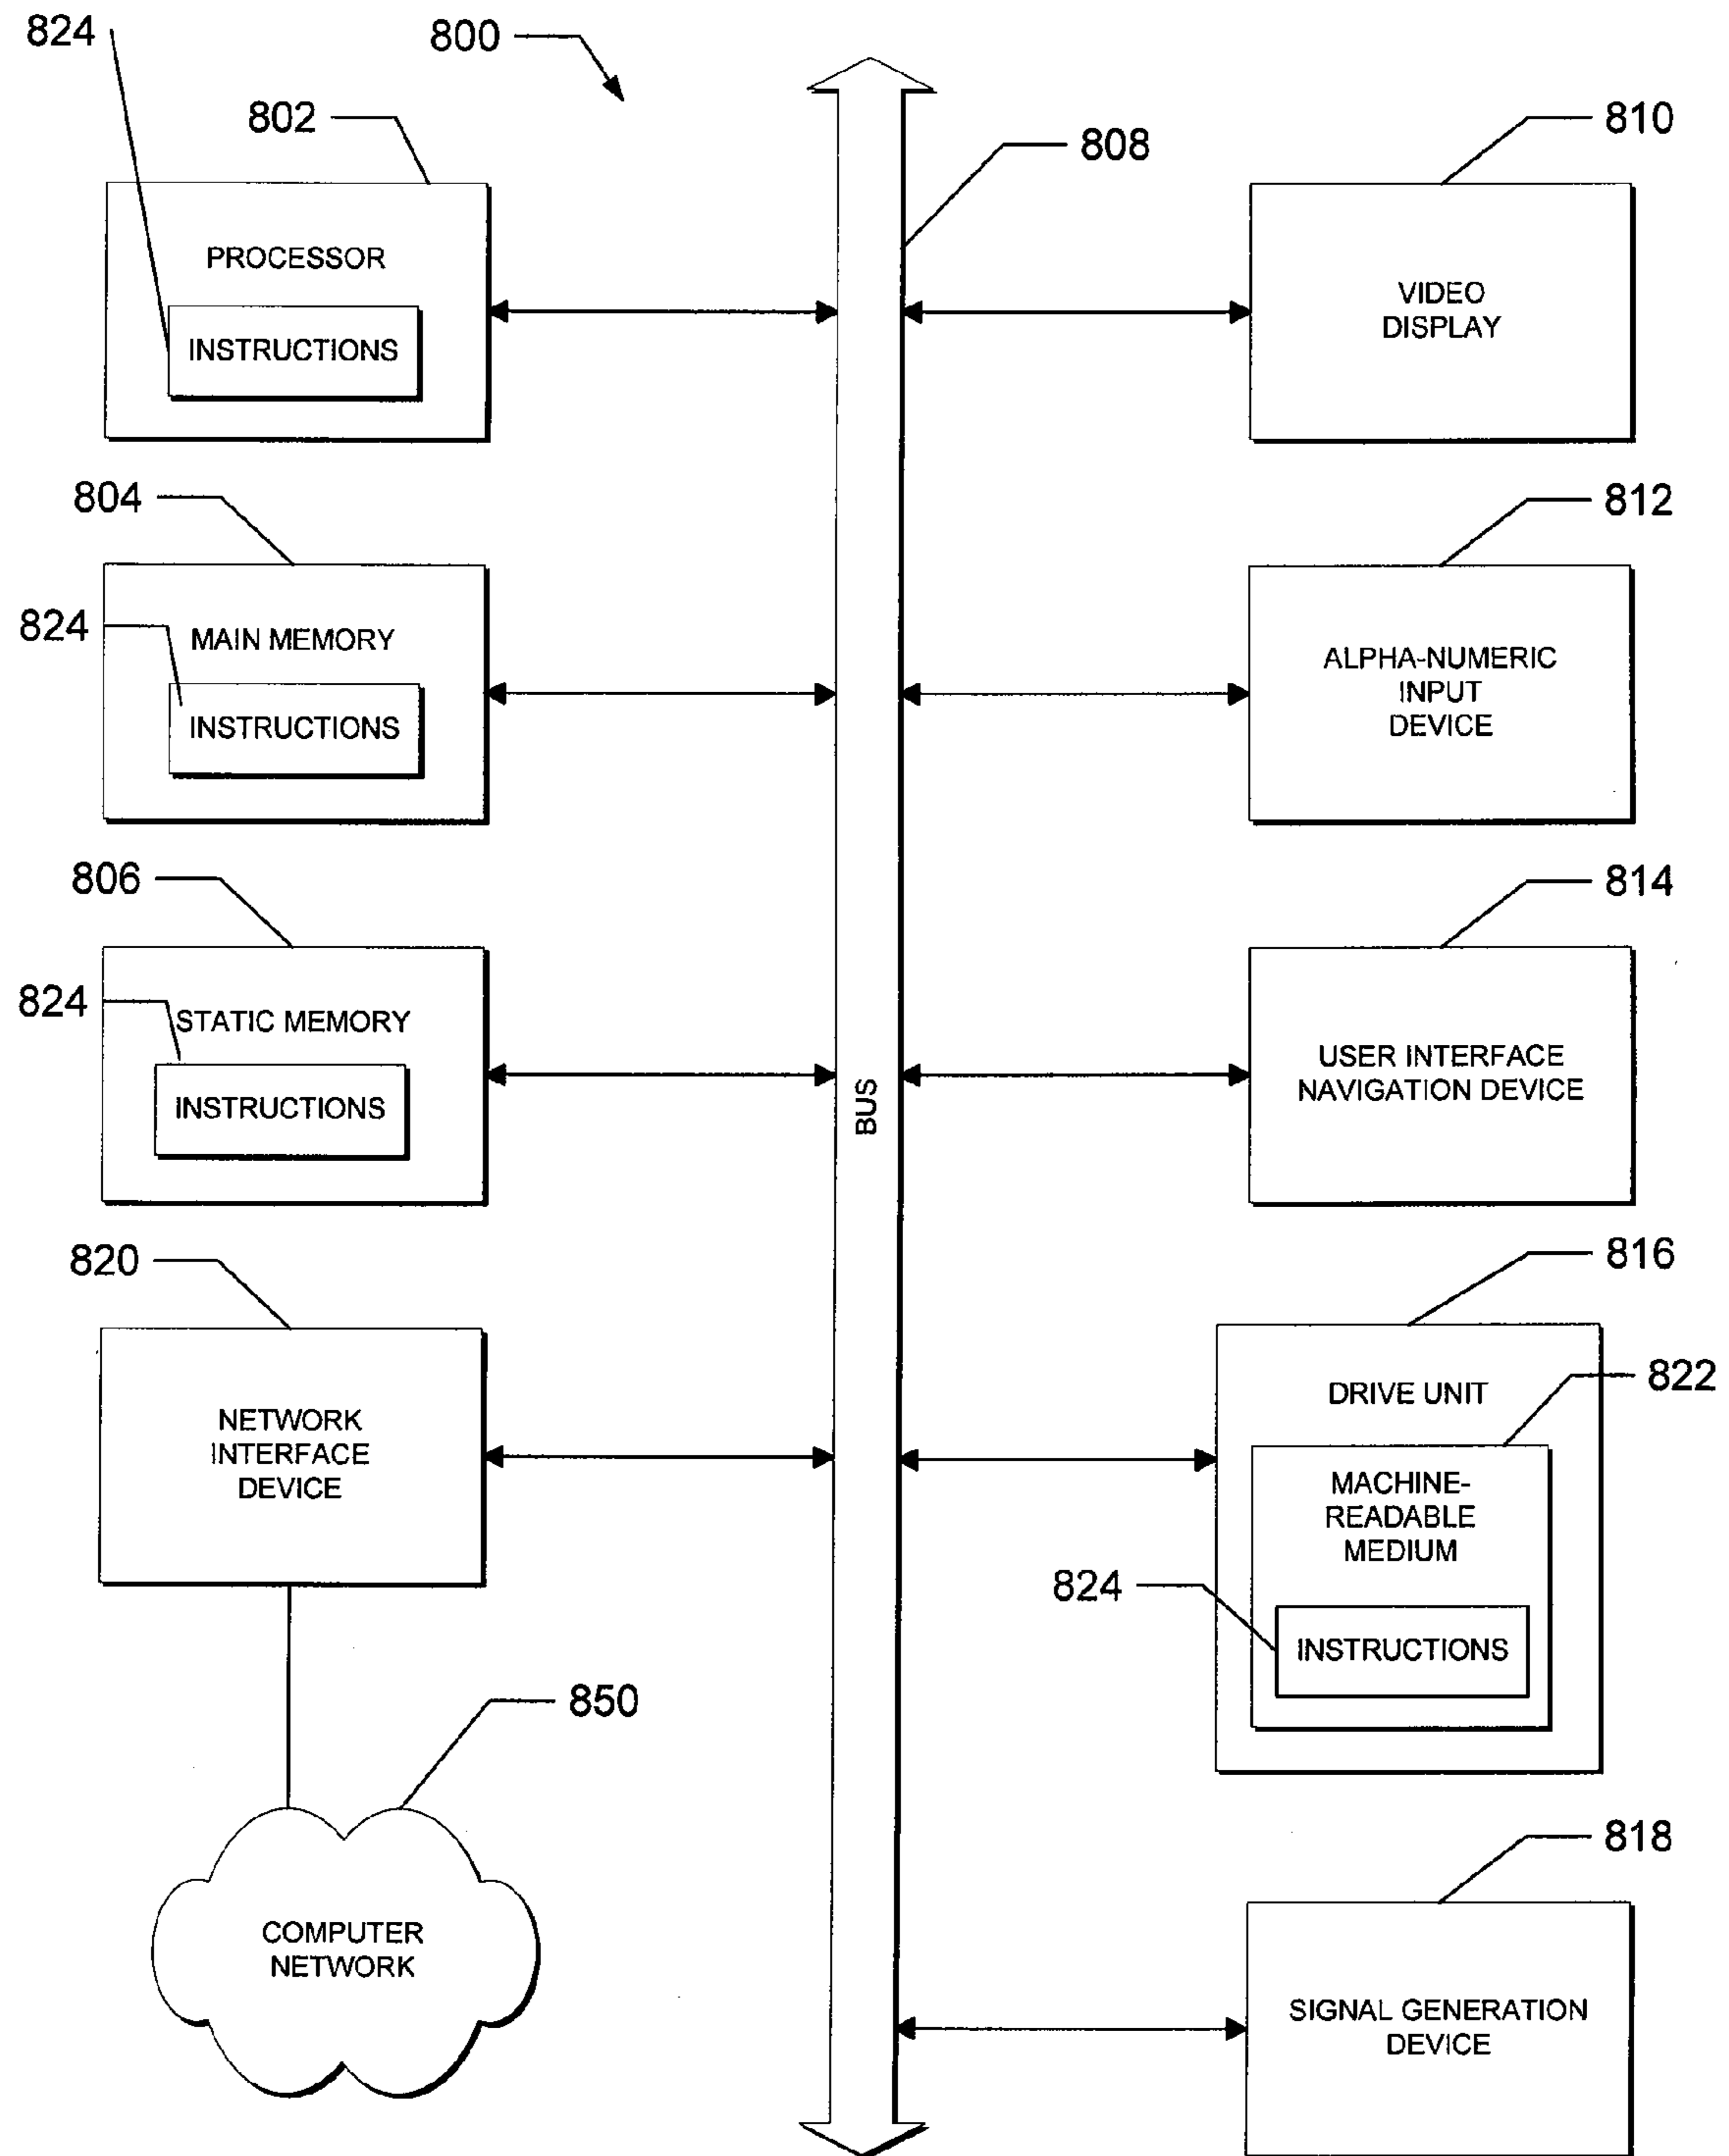 824
800
802
808
810
PROCESSOR
INSTRUCTIONS
VIDEO
DISPLAY
804
812
824
MAIN MEMORY
INSTRUCTIONS
ALPHA-NUMERIC
INPUT
DEVICE
806
814
824
STATIC MEMORY
INSTRUCTIONS
BUS
USER INTERFACE
NAVIGATION DEVICE
820
816
822
NETWORK
INTERFACE
DEVICE
DRIVE UNIT
MACHINE-
READABLE
MEDIUM
824
INSTRUCTIONS
850
818
COMPUTER
NETWORK
SIGNAL GENERATION
DEVICE